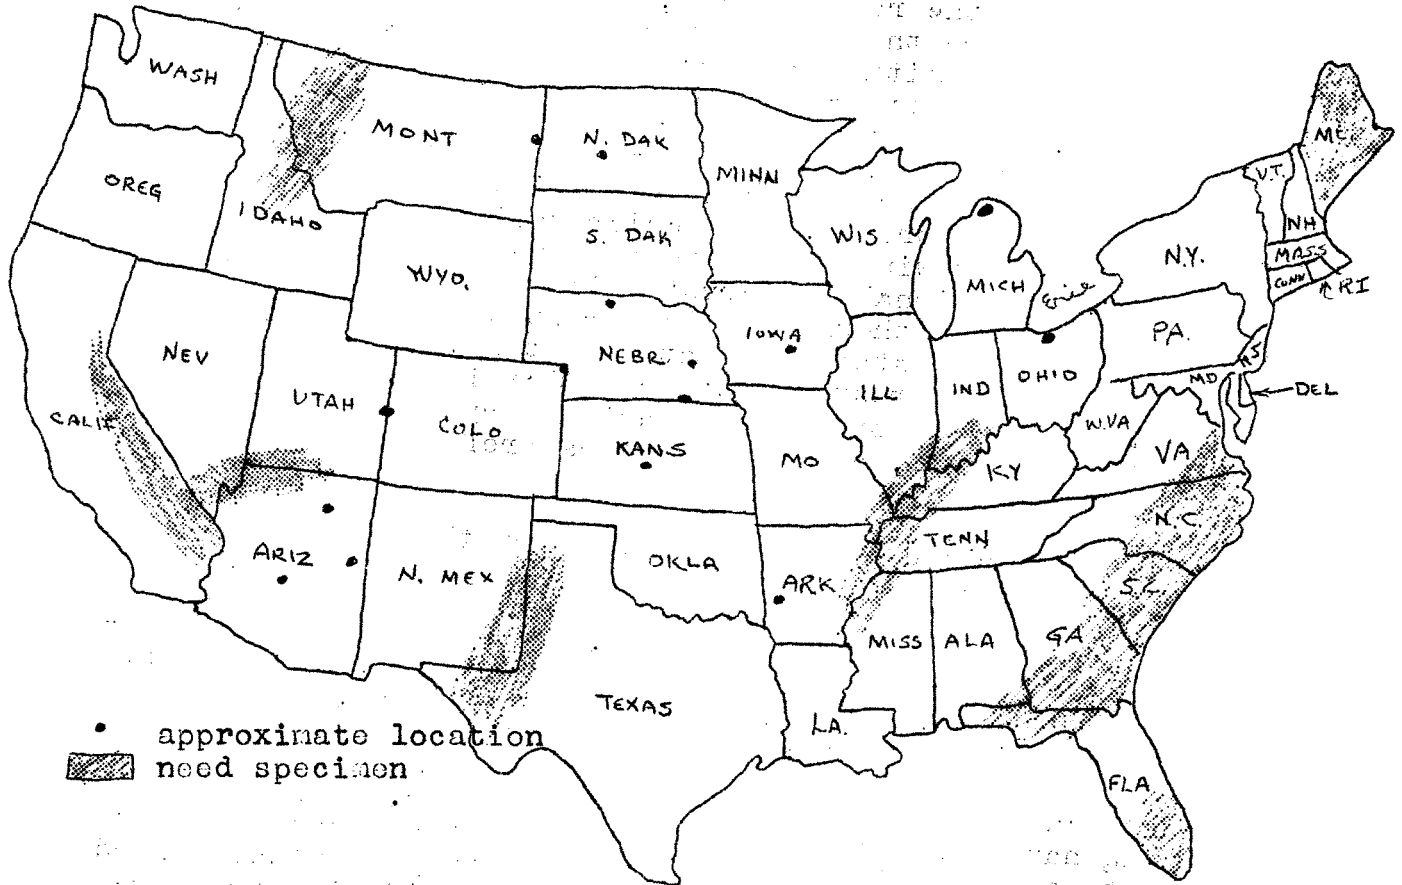 WASH
MONT
N. DAK
MINN
ME.
OREG
IDAHO
V.T.
S. DAK
WIS
NH
WYO.
N.Y.
MASS
MICH
CONN
RI
Erie
NEV
NEBR
IOWA
PA.
N.J.
UTAH
ILL
IND
OHIO
MD
DEL
CALIF
COLO
KANS
MO
KY
W.VA
VA
ARIZ
N. MEX
OKLA
ARK
TENN
N.C.
S.C.
MISS
ALA
GA
TEXAS
LA.
FLA
approximate location
need specimen